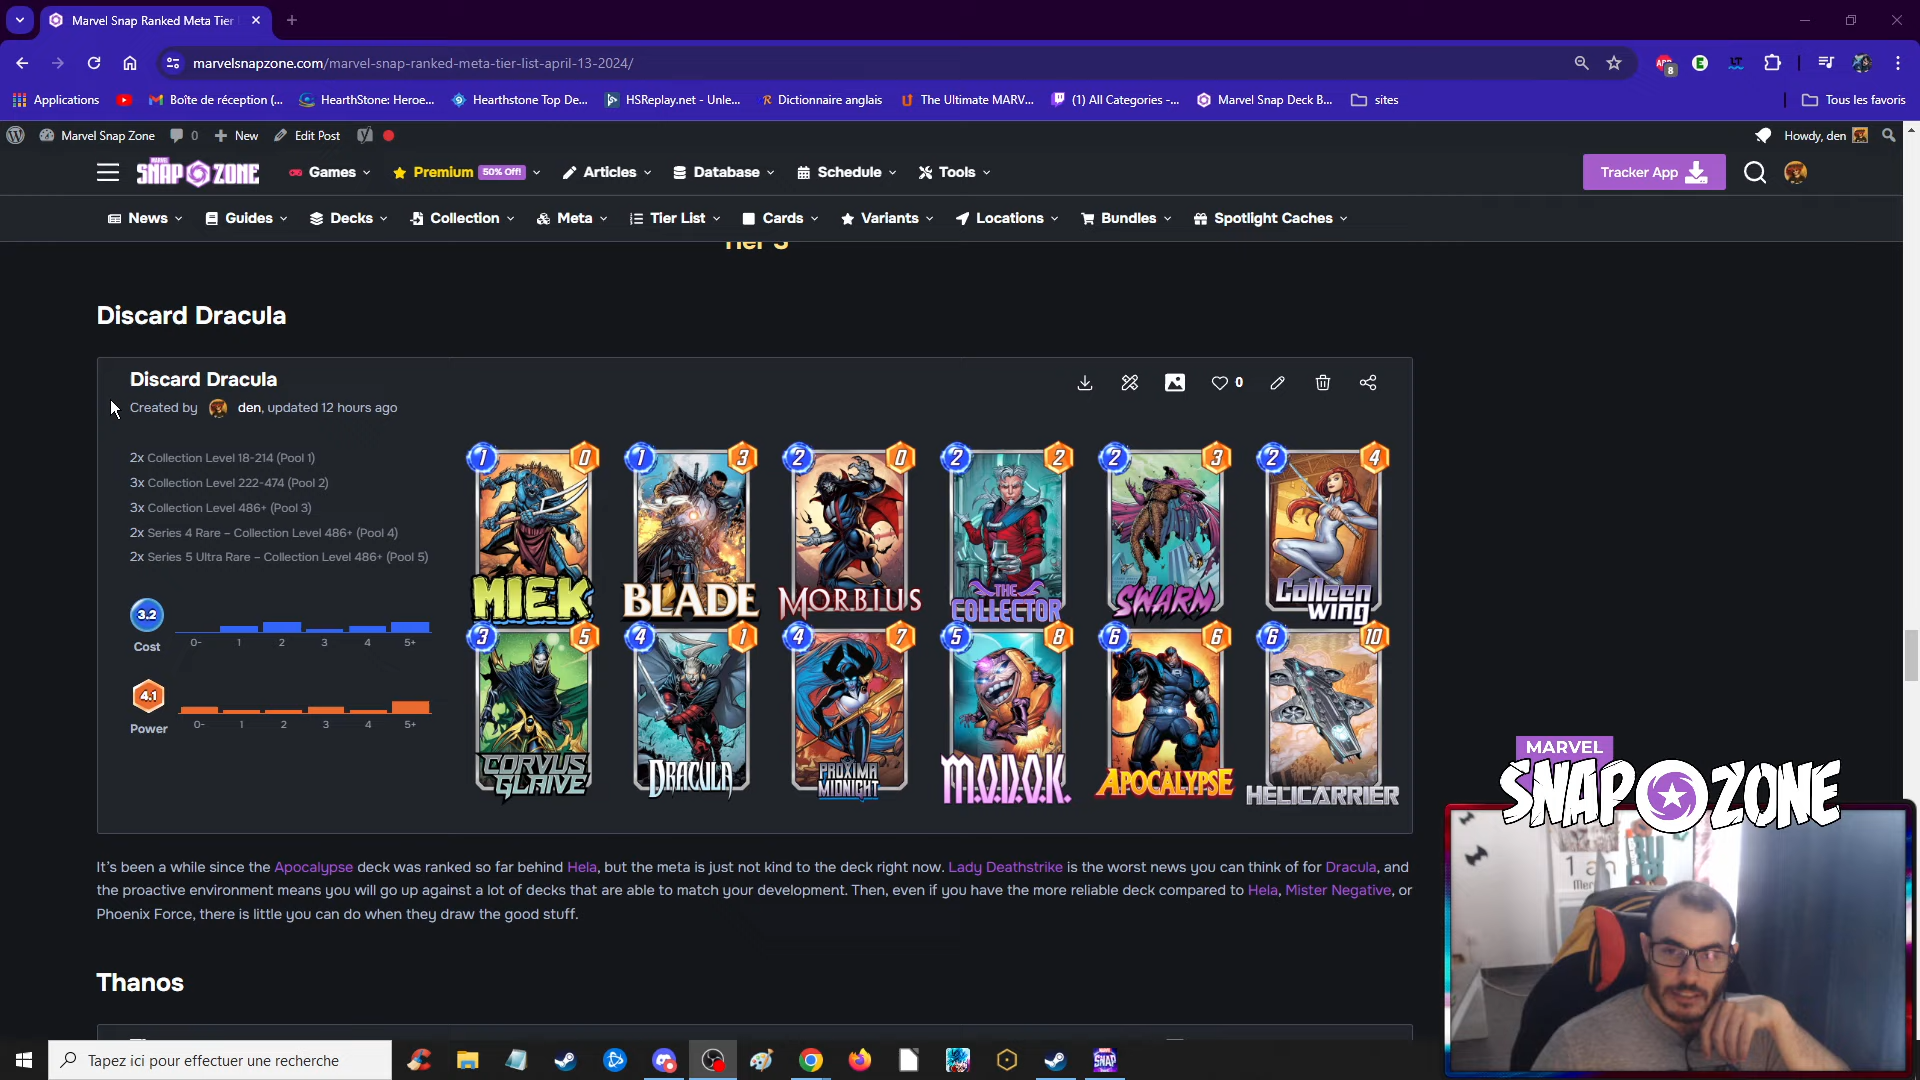 Marvel Snap Ranked Meta Tier
marvelsnapzone.com/marvel-snap-ranked-meta-tier-list-april-13-2024/
8
Applications
Boîte de réception (...
HearthStone: Heroe...
Hearthstone Top De...
HSReplay.net - Unle...
Dictionnaire anglais
The Ultimate MARV...
(1) All Categories -...
Marvel Snap Deck B...
sites
Tous les favoris
Marvel Snap Zone
0
New
Edit Post
Howdy, den
MARVEL
SNAP ZONE
Games
Premium 50% Off!
Articles
Database
Schedule
Tools
Tracker App
News
Guides
Decks
Collection
Meta
Tier List
Cards
Variants
Locations
Bundles
Spotlight Caches
Tier 3
Discard Dracula
Discard Dracula
0
Created by den, updated 12 hours ago
2x Collection Level 18-214 (Pool 1)
3x Collection Level 222-474 (Pool 2)
3x Collection Level 486+ (Pool 3)
2x Series 4 Rare – Collection Level 486+ (Pool 4)
2x Series 5 Ultra Rare – Collection Level 486+ (Pool 5)
3.2
Cost
0- 1 2 3 4 5+
4.1
Power
0- 1 2 3 4 5+
1 0 1 3 2 0 2 2 2 3 2 4
MIEK BLADE MORBIUS THE COLLECTOR SWARM Colleen wing
3 5 4 1 4 7 5 8 6 6 6 10
CORVUS GLAIVE DRACULA PROXIMA MIDNIGHT M.O.D.O.K. APOCALYPSE HELICARRIER
It's been a while since the Apocalypse deck was ranked so far behind Hela, but the meta is just not kind to the deck right now. Lady Deathstrike is the worst news you can think of for Dracula, and
the proactive environment means you will go up against a lot of decks that are able to match your development. Then, even if you have the more reliable deck compared to Hela, Mister Negative, or
Phoenix Force, there is little you can do when they draw the good stuff.
Thanos
MARVEL
SNAP ZONE
1 an
Tapez ici pour effectuer une recherche
SNAP